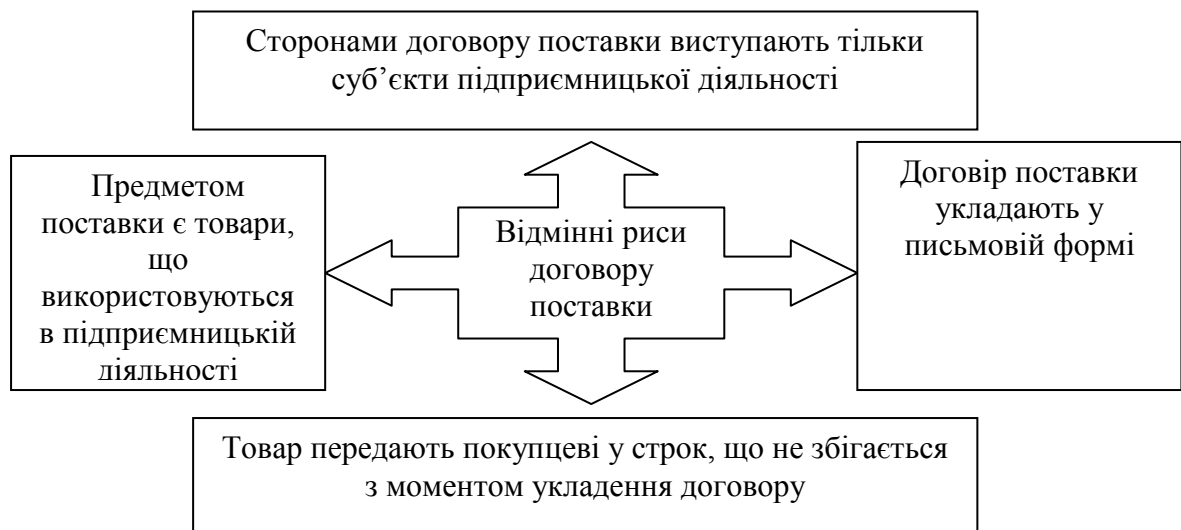 Сторонами договору поставки виступають тільки
суб’єкти підприємницької діяльності
Предметом
поставки є товари,
що
використовуються
в підприємницькій
діяльності
Відмінні риси
договору
поставки
Договір поставки
укладають у
письмовій формі
Товар передають покупцеві у строк, що не збігається
з моментом укладення договору